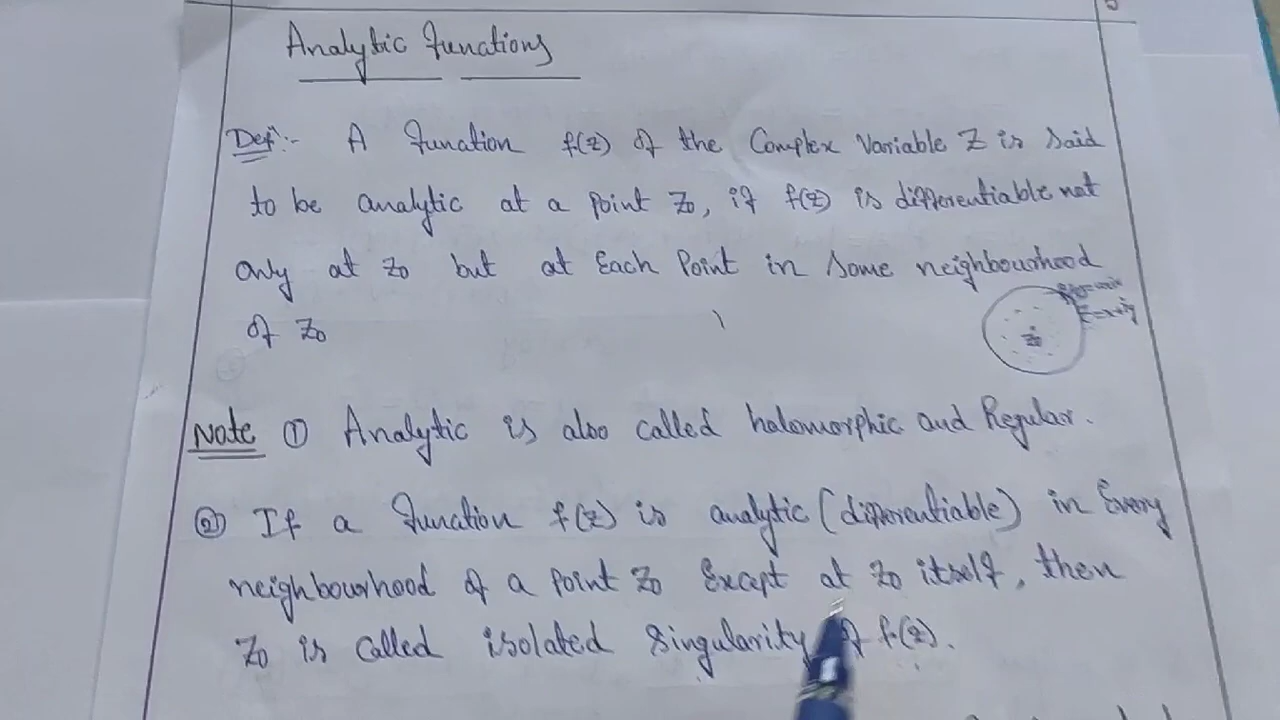 Analytic Functions
Defn:- A function f(z) of the Complex Variable Z is said
to be analytic at a point Z₀, if f(z) is differentiable not
only at Z₀ but at Each Point in some neighbourhood
of Z₀
Z₀
Note ① Analytic is also called halomorphic and Regular.
② If a function f(z) is analytic (differentiable) in Every
neighbourhood of a point Z₀ Except at Z₀ itself, then
Z₀ is called isolated Singularity of f(z).